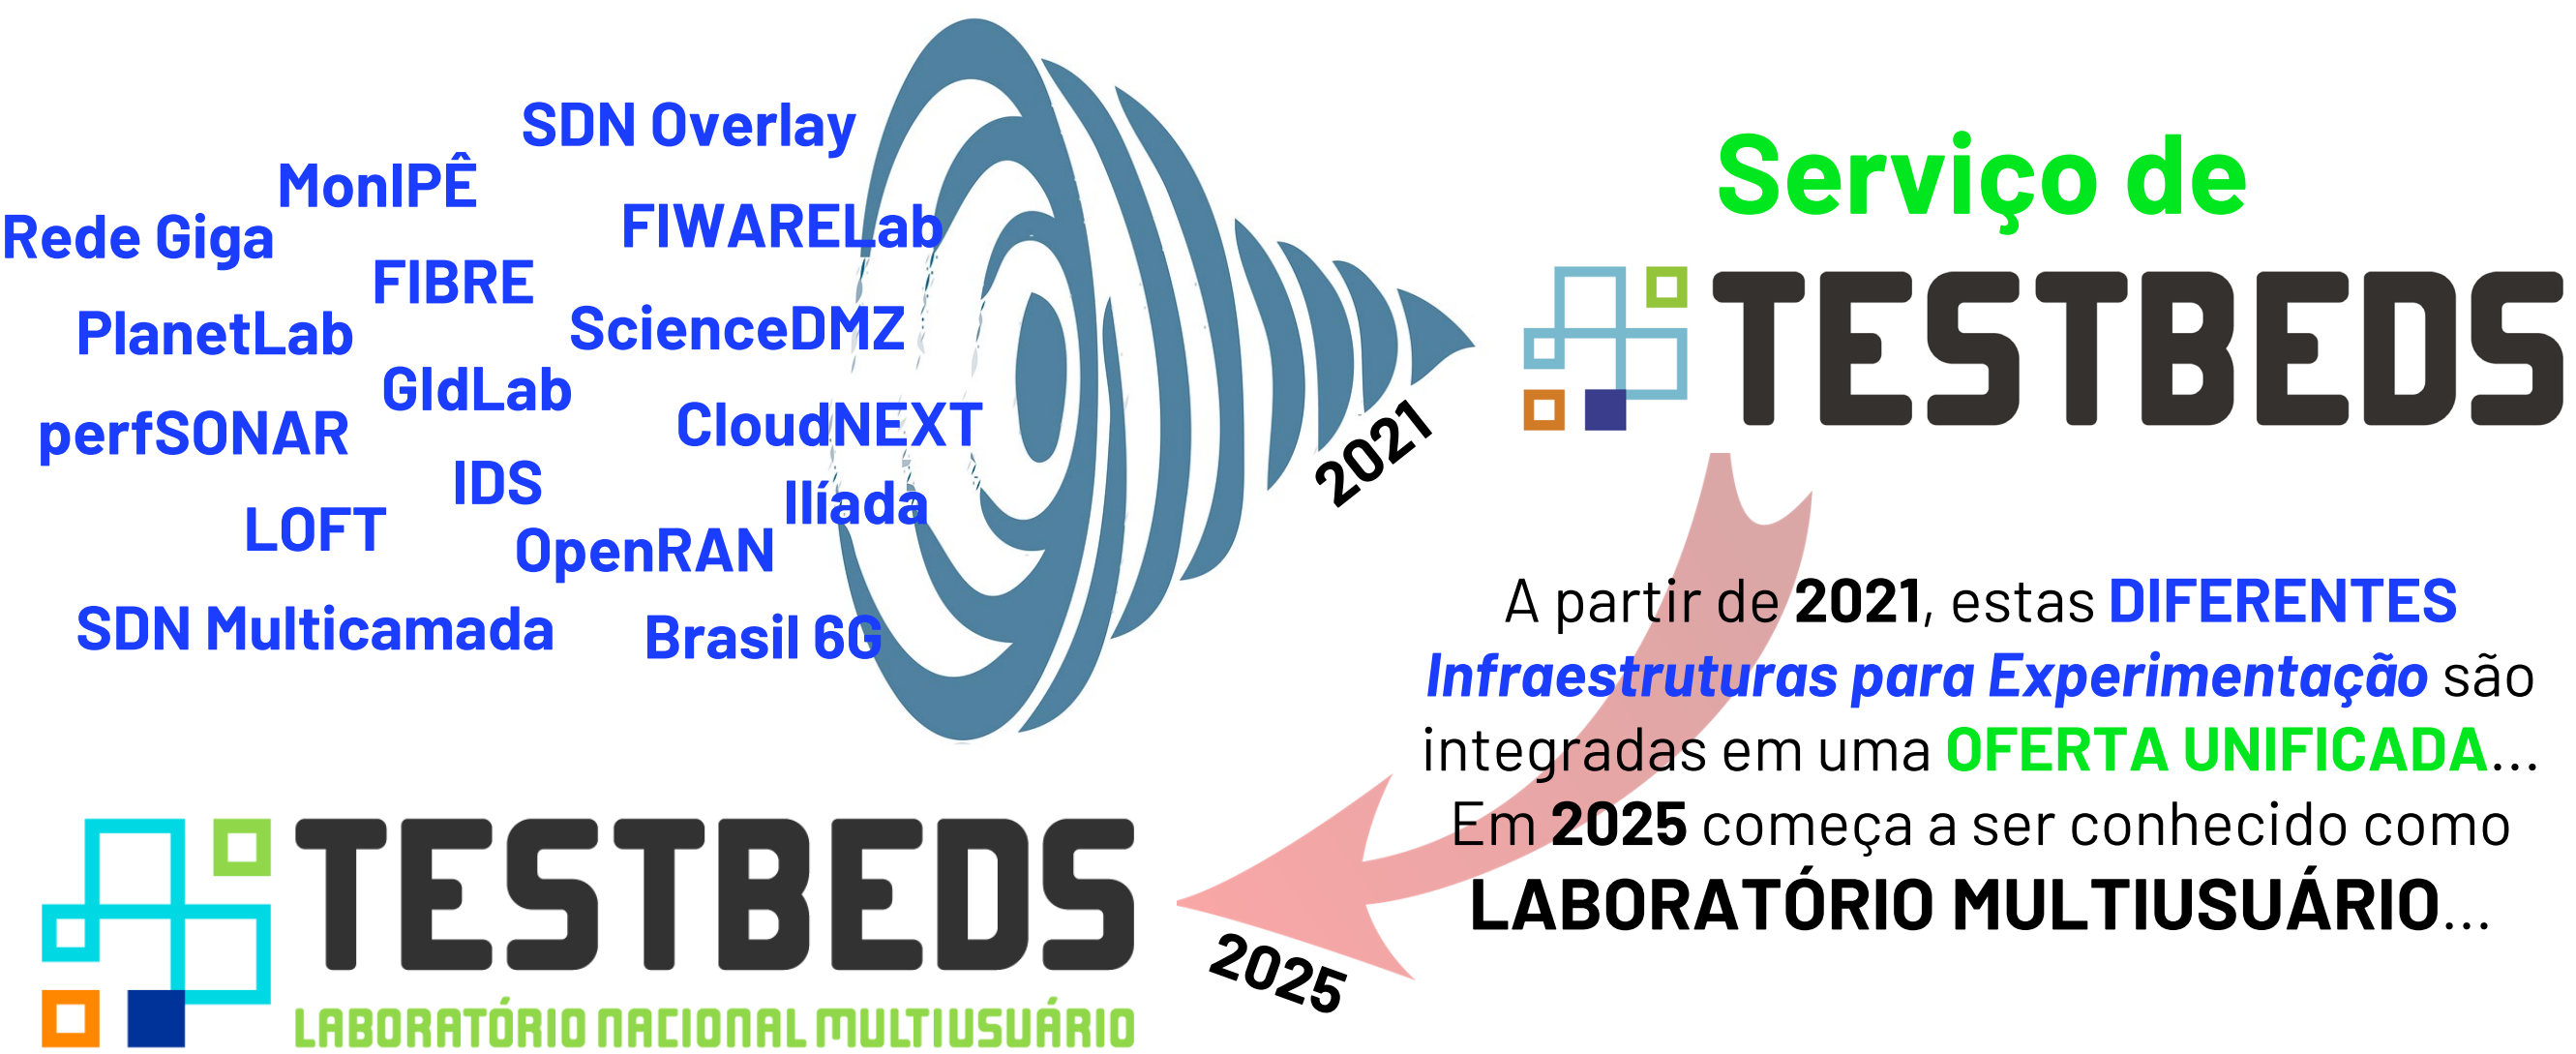 SDN Overlay
MonIPÊ
Rede Giga
FIWARELab
FIBRE
PlanetLab
ScienceDMZ
GIdLab
perfSONAR
CloudNEXT
IDS
Ilíada
LOFT
OpenRAN
SDN Multicamada
Brasil 6G
2021
Serviço de
TESTBEDS
A partir de 2021, estas DIFERENTES
Infraestruturas para Experimentação são
integradas em uma OFERTA UNIFICADA...
Em 2025 começa a ser conhecido como
LABORATÓRIO MULTIUSUÁRIO...
2025
TESTBEDS
LABORATÓRIO NACIONAL MULTIUSUÁRIO